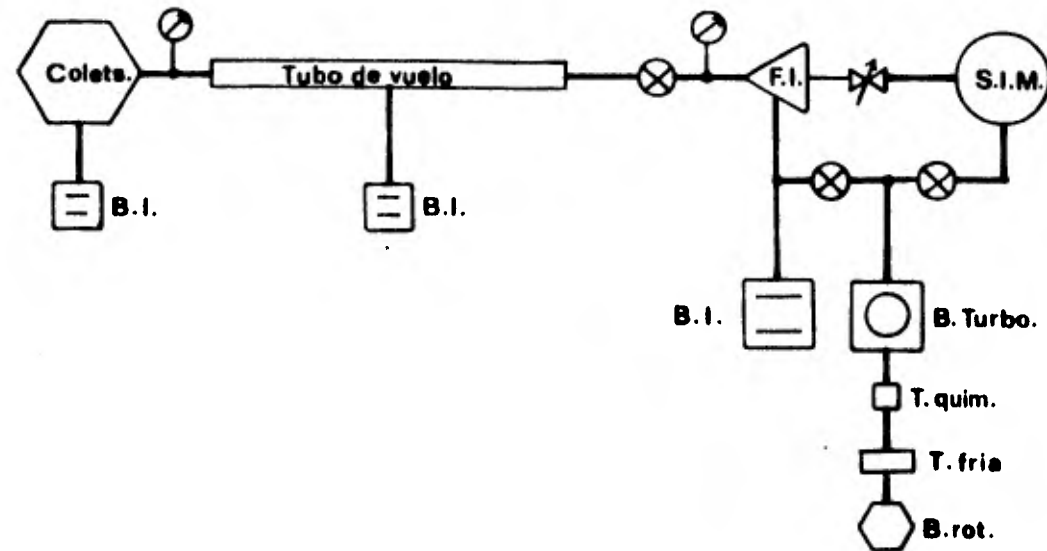 Colets.
Tubo de vuelo
F.I.
S.I.M.
B.I.
B.I.
B.I.
B. Turbo.
T. quim.
T. fria
B.rot.